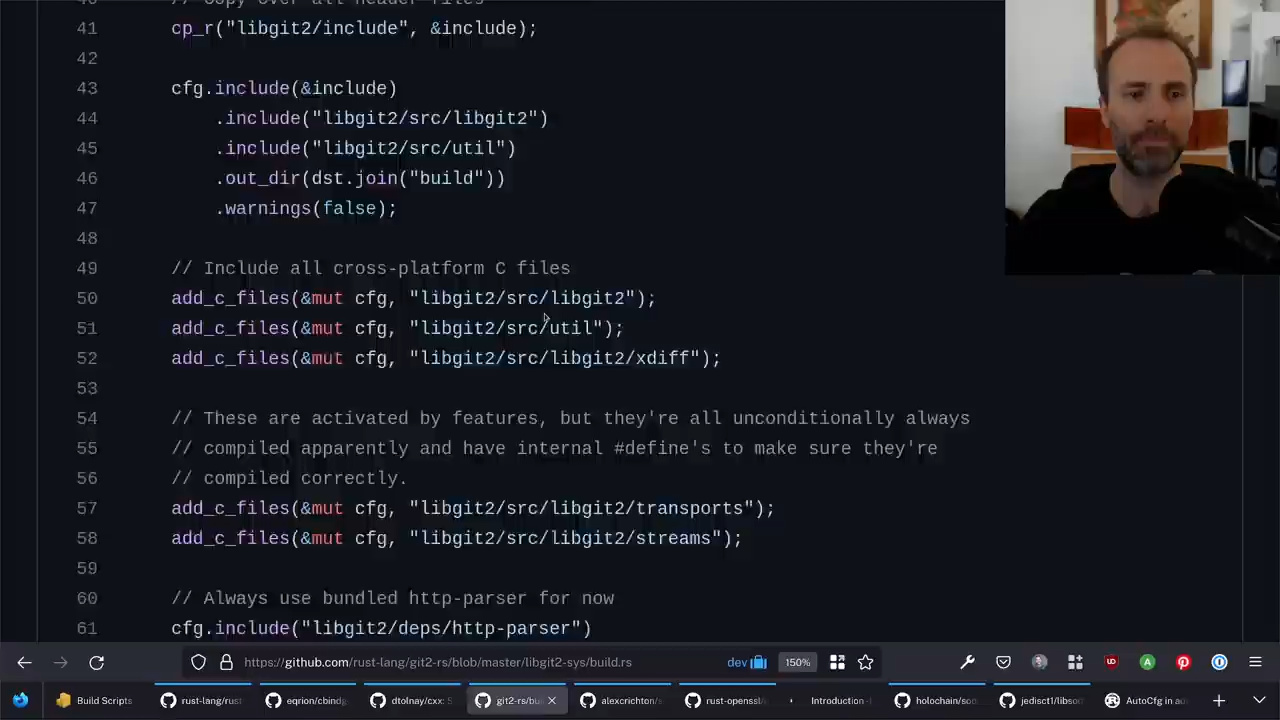 40 // Copy over all header files
41 cp_r("libgit2/include", &include);
42
43 cfg.include(&include)
44 .include("libgit2/src/libgit2")
45 .include("libgit2/src/util")
46 .out_dir(dst.join("build"))
47 .warnings(false);
48
49 // Include all cross-platform C files
50 add_c_files(&mut cfg, "libgit2/src/libgit2");
51 add_c_files(&mut cfg, "libgit2/src/util");
52 add_c_files(&mut cfg, "libgit2/src/libgit2/xdiff");
53
54 // These are activated by features, but they're all unconditionally always
55 // compiled apparently and have internal #define's to make sure they're
56 // compiled correctly.
57 add_c_files(&mut cfg, "libgit2/src/libgit2/transports");
58 add_c_files(&mut cfg, "libgit2/src/libgit2/streams");
59
60 // Always use bundled http-parser for now
61 cfg.include("libgit2/deps/http-parser")
https://github.com/rust-lang/git2-rs/blob/master/libgit2-sys/build.rs dev 150%
Build Scripts rust-lang/rust eqrion/cbind dtolnay/cxx: S git2-rs/bu alexcrichton/ rust-openssl/ Introduction - holochain/so jedisct1/libso AutoCfg in a